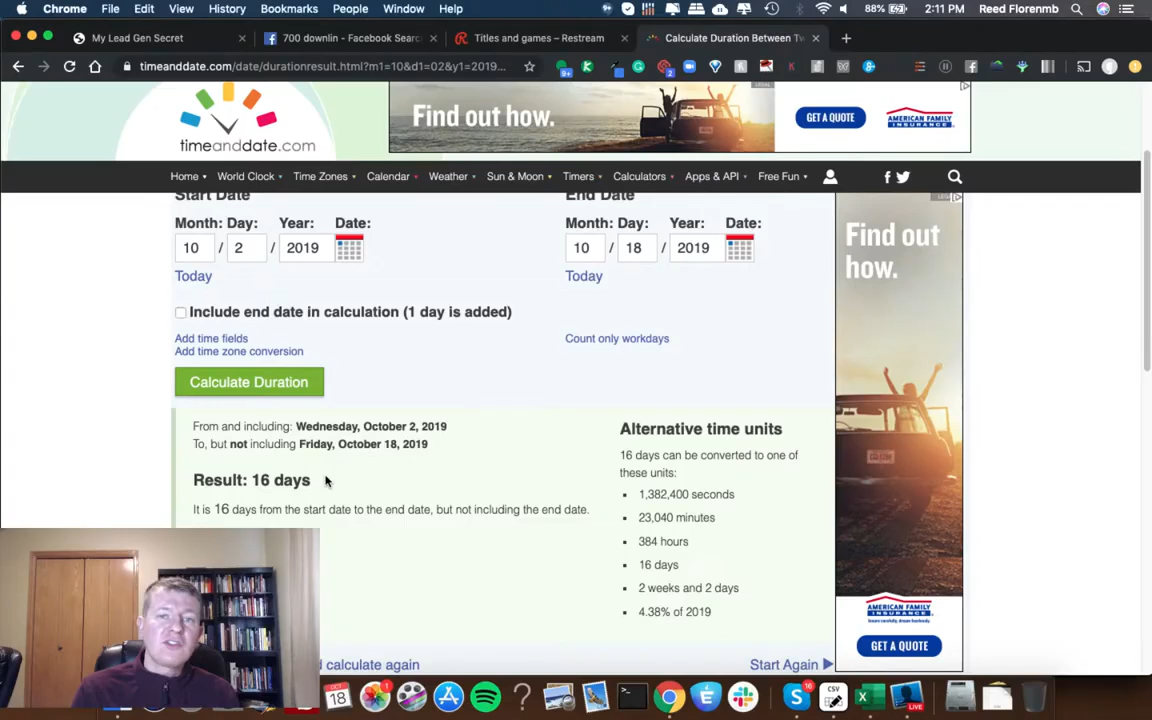 Chrome File Edit View History Bookmarks People Window Help 9+ 88% 2:11 PM Reed Florenmb
My Lead Gen Secret 700 downlin - Facebook Searc Titles and games – Restream Calculate Duration Between Tw
timeanddate.com/date/durationresult.html?m1=10&d1=02&y1=2019...
9+ 2
timeanddate.com
Find out how.
GET A QUOTE
AMERICAN FAMILY
INSURANCE
Home World Clock Time Zones Calendar Weather Sun & Moon Timers Calculators Apps & API Free Fun
Start Date End Date
Month: Day: Year: Date: Month: Day: Year: Date:
10 / 2 / 2019 10 / 18 / 2019
Today Today
Include end date in calculation (1 day is added)
Add time fields Count only workdays
Add time zone conversion
Calculate Duration
From and including: Wednesday, October 2, 2019
To, but not including Friday, October 18, 2019
Result: 16 days
It is 16 days from the start date to the end date, but not including the end date.
Alternative time units
16 days can be converted to one of
these units:
1,382,400 seconds
23,040 minutes
384 hours
16 days
2 weeks and 2 days
4.38% of 2019
d calculate again Start Again
Find out
how.
AMERICAN FAMILY
INSURANCE
GET A QUOTE
OCT
18
1
16
CSV
LIVE